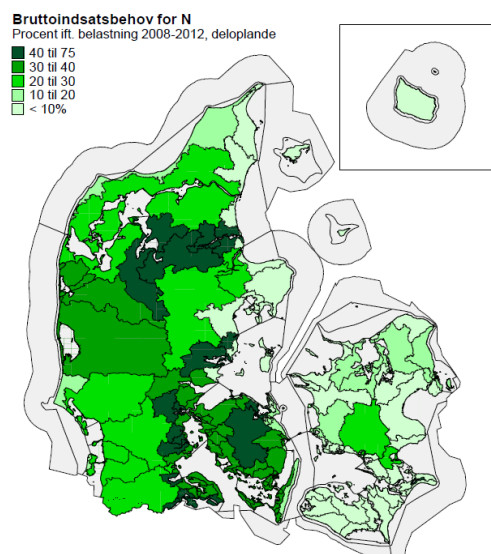 Bruttoindsatsbehov for N
Procent ift. belastning 2008-2012, deloplande
40 til 75
30 til 40
20 til 30
10 til 20
< 10%